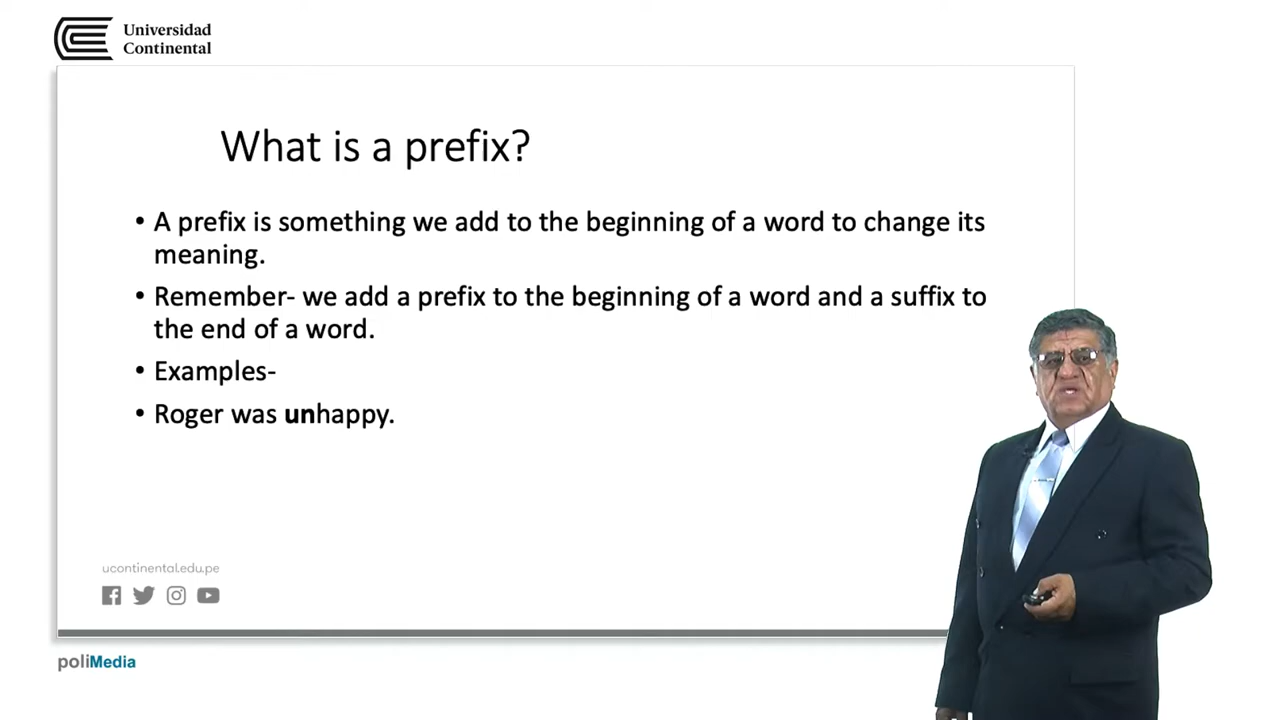 Universidad
Continental
What is a prefix?
• A prefix is something we add to the beginning of a word to change its
meaning.
• Remember- we add a prefix to the beginning of a word and a suffix to
the end of a word.
• Examples-
• Roger was unhappy.
ucontinental.edu.pe
poliMedia